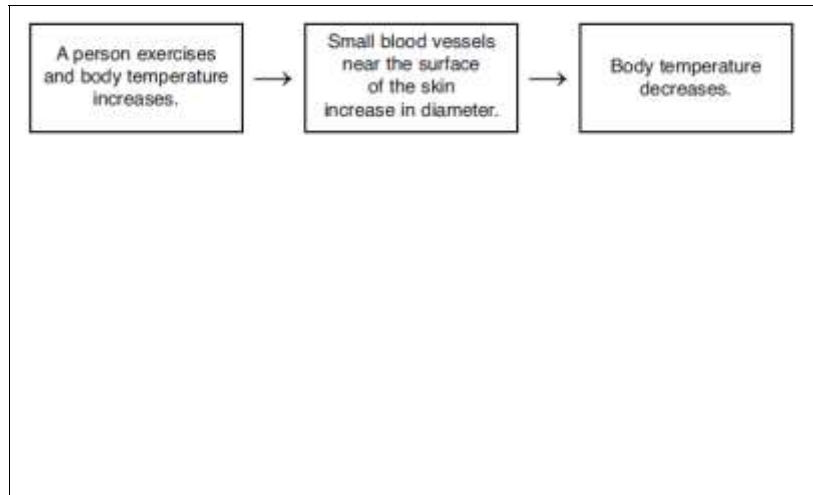 A person exercises
and body temperature
increases.
Small blood vessels
near the surface
of the skin
increase in diameter.
Body temperature
decreases.